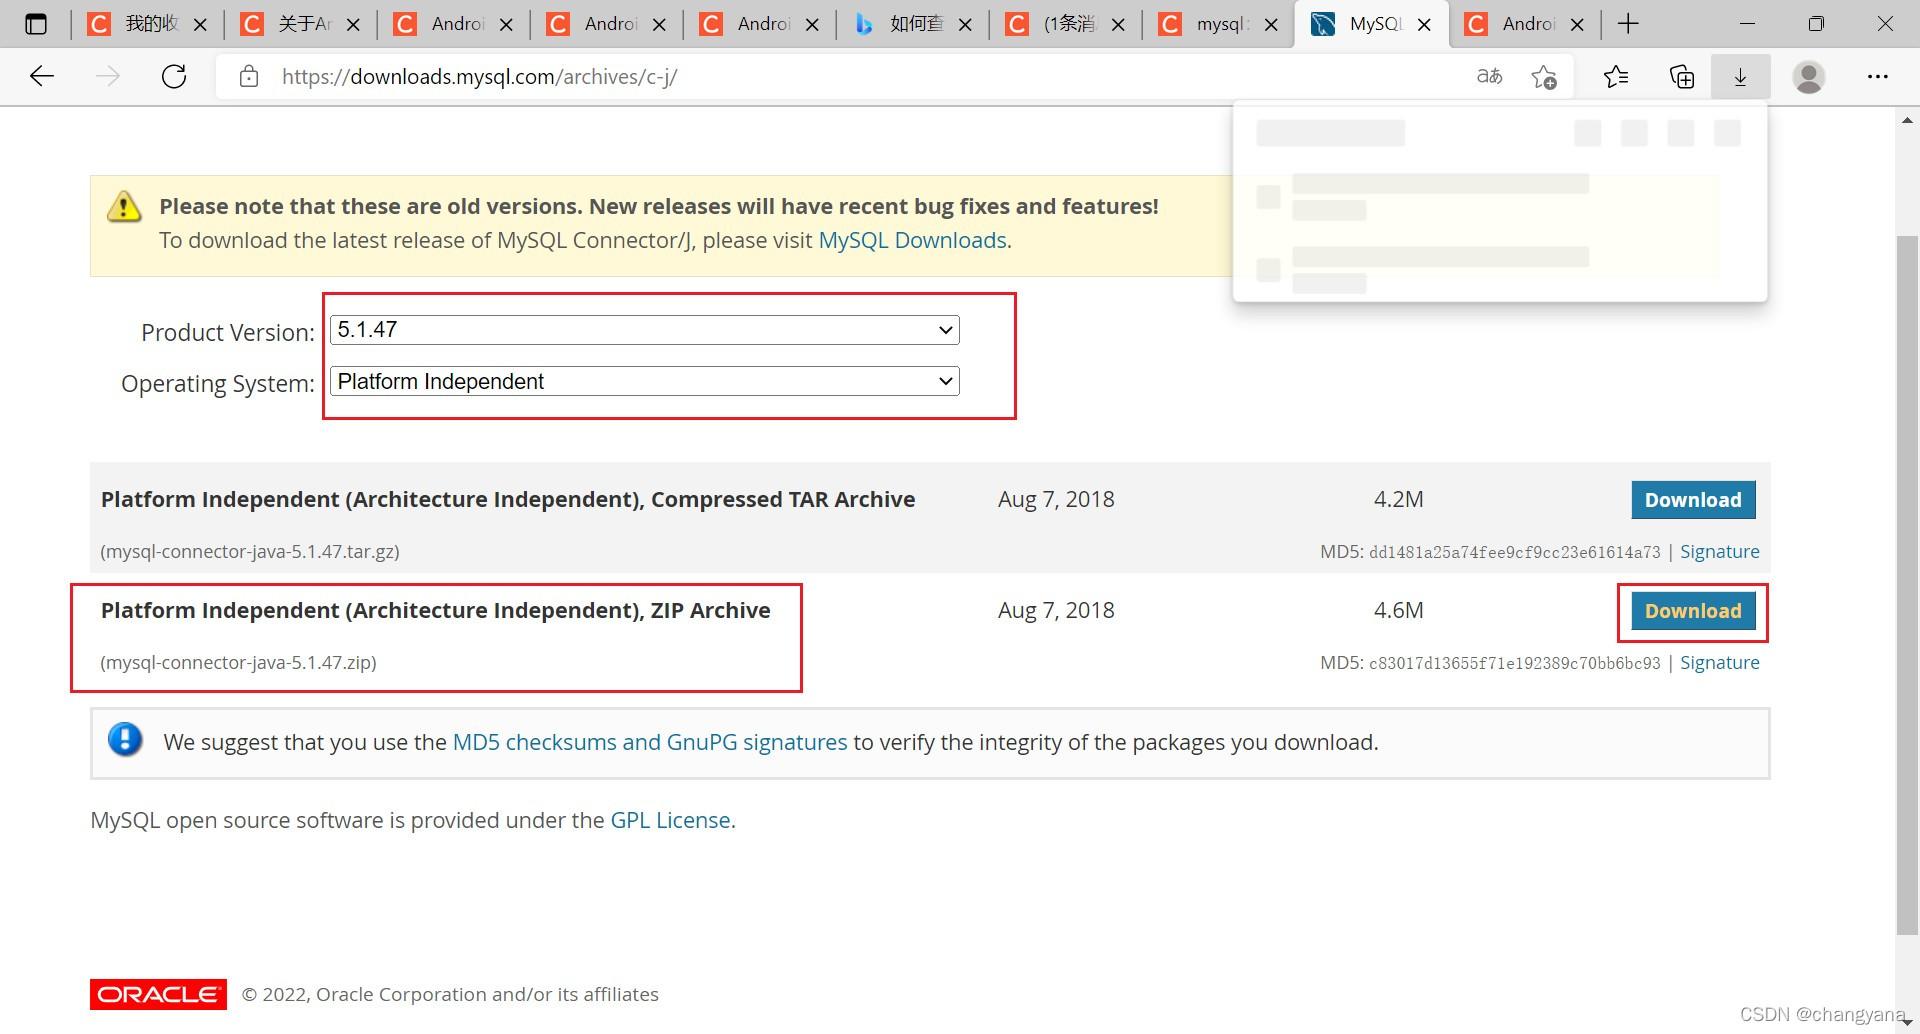 我的收
关于Ar
Androi
Androi
Androi
如何查
(1条消
mysql:
MySQL
Androi
https://downloads.mysql.com/archives/c-j/
aあ
Please note that these are old versions. New releases will have recent bug fixes and features!
To download the latest release of MySQL Connector/J, please visit MySQL Downloads.
Product Version: 5.1.47
Operating System: Platform Independent
Platform Independent (Architecture Independent), Compressed TAR Archive Aug 7, 2018 4.2M Download
(mysql-connector-java-5.1.47.tar.gz) MD5: dd1481a25a74fee9cf9cc23e61614a73 | Signature
Platform Independent (Architecture Independent), ZIP Archive Aug 7, 2018 4.6M Download
(mysql-connector-java-5.1.47.zip) MD5: c83017d13655f71e192389c70bb6bc93 | Signature
We suggest that you use the MD5 checksums and GnuPG signatures to verify the integrity of the packages you download.
MySQL open source software is provided under the GPL License.
ORACLE © 2022, Oracle Corporation and/or its affiliates
CSDN @changyana